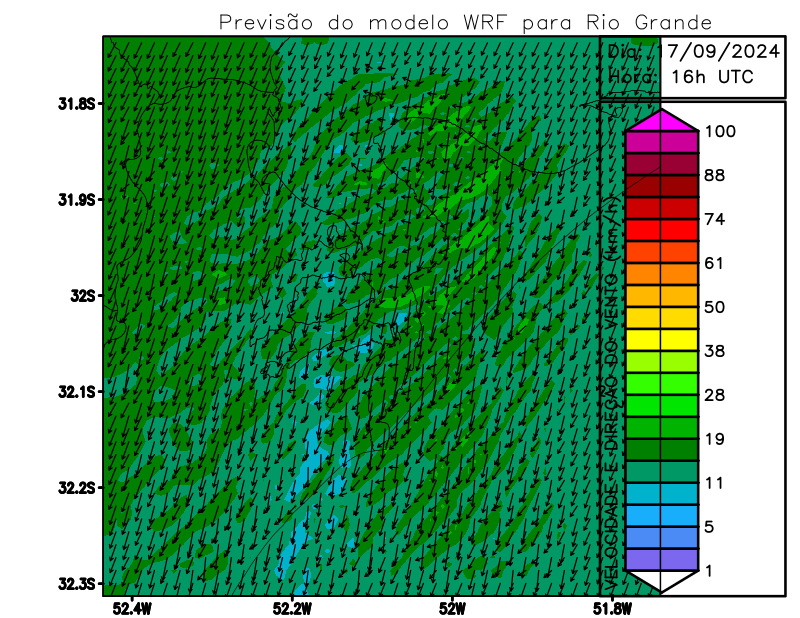 Previsão do modelo WRF para Rio Grande
Dia: 17/09/2024
Hora: 16h UTC
31.8S
31.9S
32S
32.1S
32.2S
32.3S
52.4W
52.2W
52W
51.8W
VELOCIDADE E DIREÇÃO DO VENTO (km/h)
100
88
74
61
50
38
28
19
11
5
1